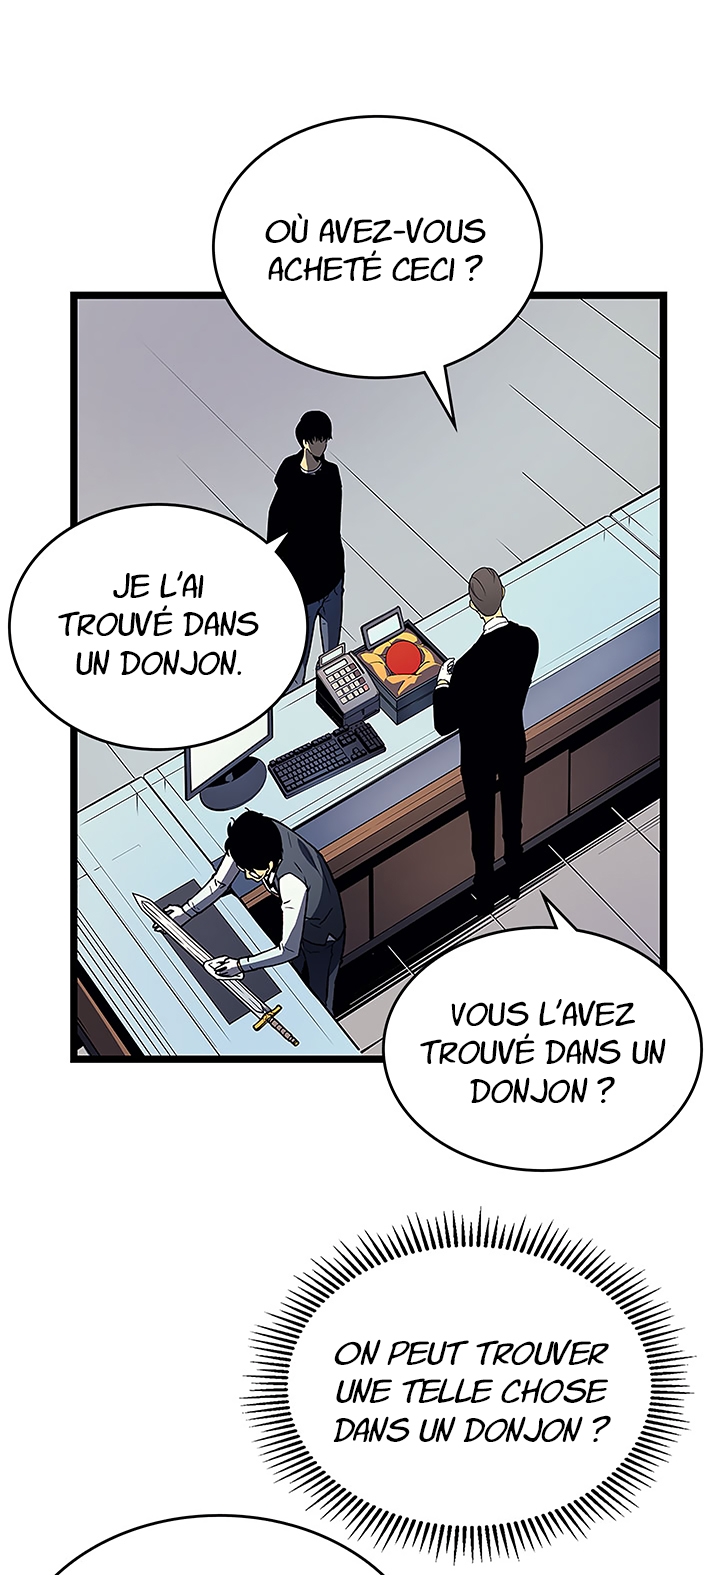 OÙ AVEZ-VOUS
ACHETÉ CECI ?
JE L'AI
TROUVÉ DANS
UN DONJON.
VOUS L'AVEZ
TROUVÉ DANS UN
DONJON ?
ON PEUT TROUVER
UNE TELLE CHOSE
DANS UN DONJON ?